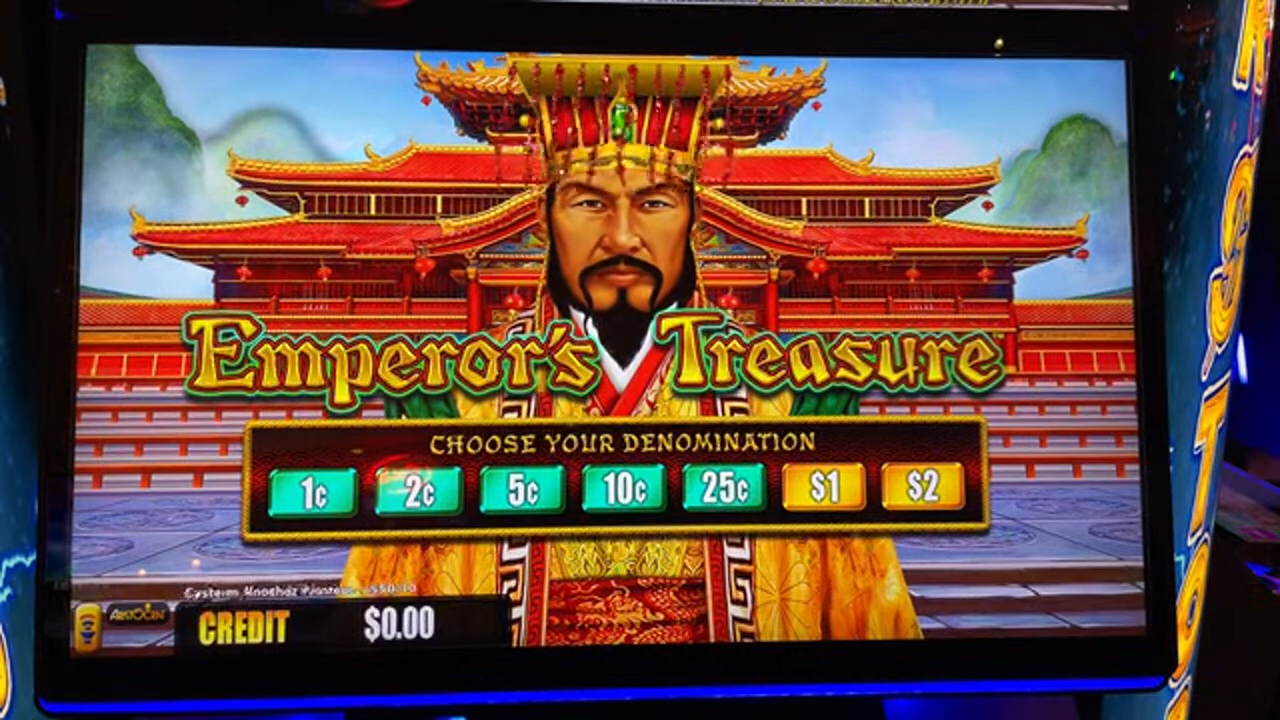 Emperor's Treasure
CHOOSE YOUR DENOMINATION
1¢ 2¢ 5¢ 10¢ 25¢ $1 $2
CREDIT $0.00